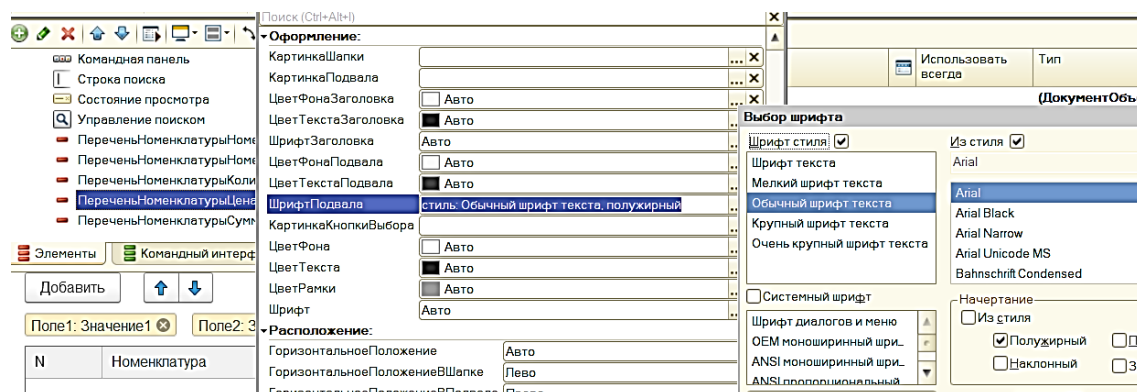 Поиск (Ctrl+Alt+I)
Оформление:
КартинкаШапки
КартинкаПодвала
ЦветФонаЗаголовка Авто
ЦветТекстаЗаголовка Авто
ШрифтЗаголовка Авто
ЦветФонаПодвала Авто
ЦветТекстаПодвала Авто
ШрифтПодвала стиль: Обычный шрифт текста, полужирный
КартинкаКнопкиВыбора
ЦветФона Авто
ЦветТекста Авто
ЦветРамки Авто
Шрифт Авто
Расположение:
ГоризонтальноеПоложение Авто
ГоризонтальноеПоложениеВШапке Лево
Командная панель
Строка поиска
Состояние просмотра
Управление поиском
ПереченьНоменклатурыНоме
ПереченьНоменклатуры
ПереченьНоменклатурыКоли
ПереченьНоменклатурыЦена
ПереченьНоменклатурыСумм
Элементы
Командный интерф
Добавить
Поле1: Значение1
Поле2: З
N
Номенклатура
Использовать всегда
Тип
(ДокументОбъ
Выбор шрифта
Шрифт стиля
Шрифт текста
Мелкий шрифт текста
Обычный шрифт текста
Крупный шрифт текста
Очень крупный шрифт текста
Системный шрифт
Шрифт диалогов и меню
OEM моноширинный шри...
ANSI моноширинный шри...
ANSI пропорциональный
Из стиля
Arial
Arial
Arial Black
Arial Narrow
Arial Unicode MS
Bahnschrift Condensed
Начертание
Из стиля
Полужирный
Наклонный